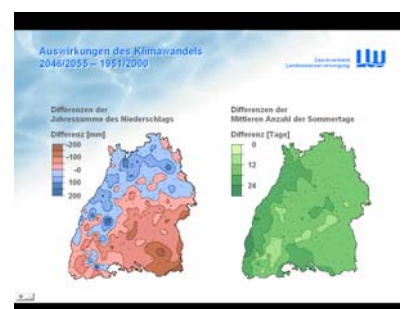 Auswirkungen des Klimawandels
2046/2055 – 1951/2000
Zweckverband
Landeswasserversorgung
LW
Differenzen der
Jahressumme des Niederschlags
Differenz [mm]
-200
-100
-0
100
200
Differenzen der
Mittleren Anzahl der Sommertage
Differenz [Tage]
0
12
24